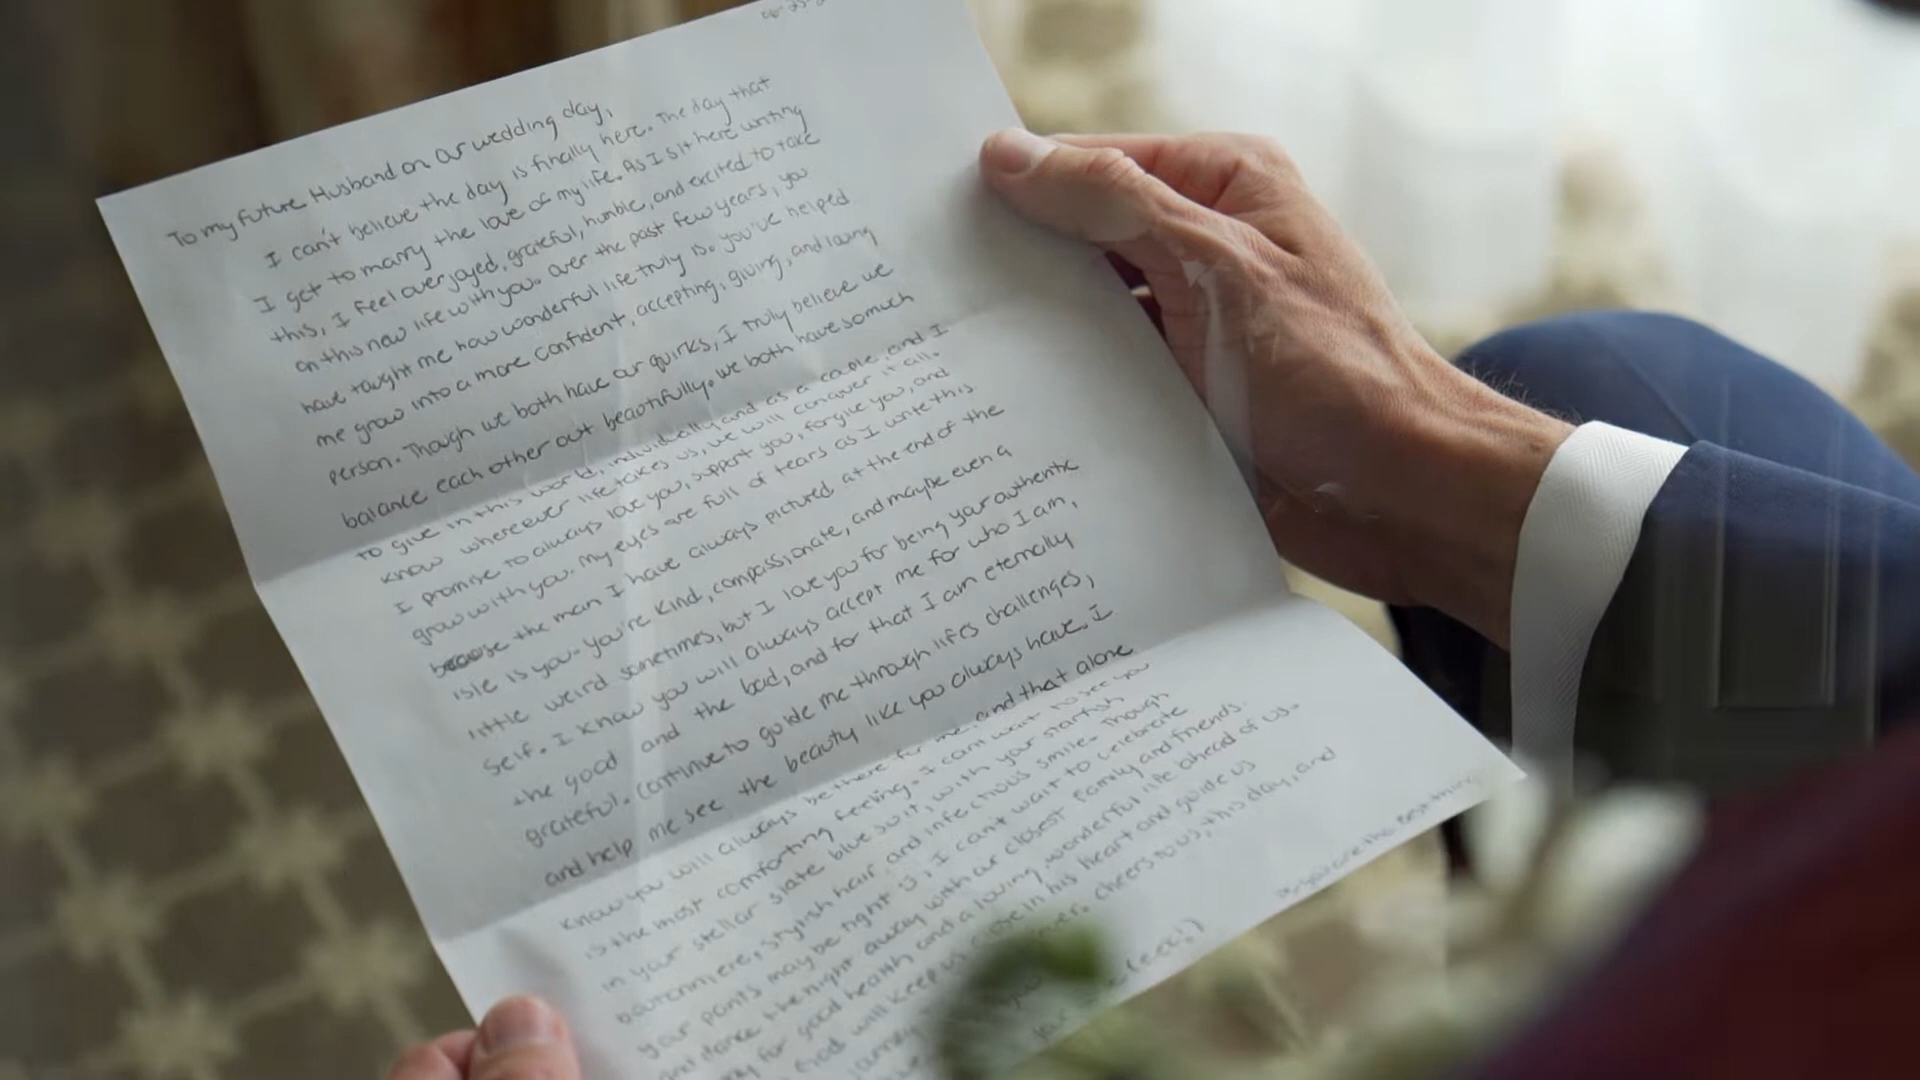 06-25-2
To my future Husband on our wedding day,
I can't believe the day is finally here. The day that
I get to marry the love of my life. As I sit here writing
this, I feel overjoyed, grateful, humble, and excited to take
on this new life with you. Over the past few years, you
have taught me how wonderful life truly is. You've helped
me grow into a more confident, accepting, giving, and loving
person. Though we both have our quirks, I truly believe we
balance each other out beautifully. We both have so much
to give in this world, individually and as a couple, and I
know wherever life takes us, we will conquer it all.
I promise to always love you, support you, forgive you, and
grow with you. My eyes are full of tears as I write this
because the man I have always pictured at the end of the
isle is you. You're kind, compassionate, and maybe even a
little weird sometimes, but I love you for being your authentic
self. I know you will always accept me for who I am,
the good and the bad, and for that I am eternally
grateful. Continue to guide me through lifes challenges,
and help me see the beauty like you always have. I
know you will always be there for me, and that alone
is the most comforting feeling. I can't wait to see you
in your stellar slate blue suit, with your starfish
boutonniere, stylish hair and infectious smile. Though
your pants may be tight :) I can't wait to celebrate
and dance the night away with our closest family and friends.
for good health and a loving, wonderful life ahead of us.
God will keep us close in his heart and guide us
journey cheers to us, this day, and
feet!)
PS-you are the best thing